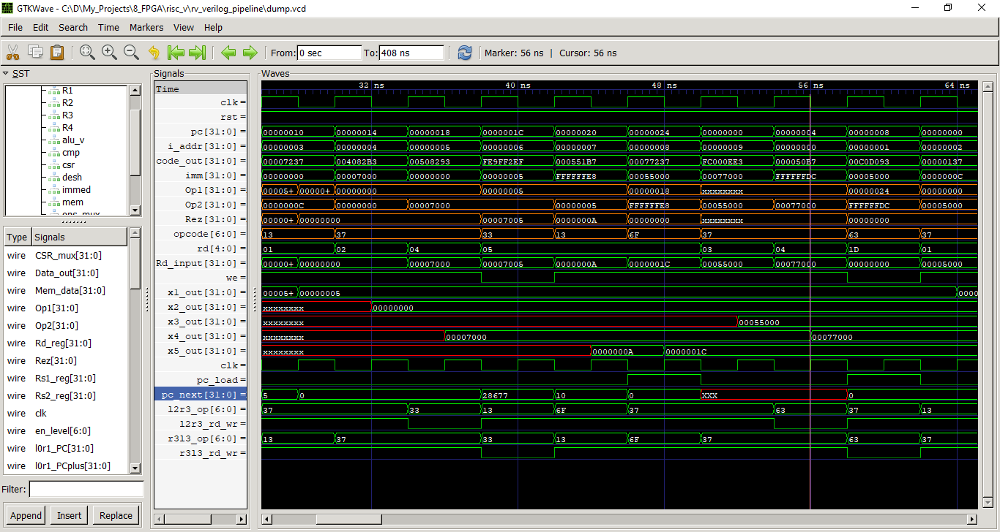 GTKWave - C:\D\My_Projects\8_FPGA\risc_v\rv_verilog_pipeline\dump.vcd
File Edit Search Time Markers View Help
From: 0 sec To: 408 ns Marker: 56 ns | Cursor: 56 ns
SST
R1
R2
R3
R4
alu_v
cmp
csr
desh
immed
mem
Type Signals
wire CSR_mux[31:0]
wire Data_out[31:0]
wire Mem_data[31:0]
wire Op1[31:0]
wire Op2[31:0]
wire Rd_reg[31:0]
wire Rez[31:0]
wire Rs1_reg[31:0]
wire Rs2_reg[31:0]
wire clk
wire en_level[6:0]
wire l0r1_PC[31:0]
wire l0r1_PCplus[31:0]
Filter:
Append Insert Replace
Signals
Waves
Time 32 ns 40 ns 48 ns 56 ns 64 ns
clk=
rst=
pc[31:0]= 00000010 00000014 00000018 0000001C 00000020 00000024 00000000 00000004 00000008 00000000
i_addr[31:0]= 00000003 00000004 00000005 00000006 00000007 00000008 00000009 00000000 00000001 00000002
code_out[31:0]= 00007237 004082B3 00508293 FE9FF2EF 000551B7 00077237 FC000EE3 000050B7 00C0D093 00000137
imm[31:0]= 00000000 00007000 00000000 00000005 FFFFFFE8 00055000 00077000 FFFFFFDC 00005000 0000000C
Op1[31:0]= 00005+ 00000+ 00000000 00000005 00000018 xxxxxxxx 00000024 00000000
Op2[31:0]= 0000000C 00000000 00007000 00000005 FFFFFFE8 00055000 00077000 FFFFFFDC 00005000
Rez[31:0]= 00000+ 00000000 00007005 0000000A 00000000 xxxxxxxx 00000000
opcode[6:0]= 13 37 33 13 6F 37 63 37
rd[4:0]= 01 02 04 05 03 04 1D 01
Rd_input[31:0]= 00000+ 00000000 00007000 00007005 0000000A 0000001C 00055000 00077000 00000000 00005000
we=
x1_out[31:0]= 00005+ 00000005 0000
x2_out[31:0]= xxxxxxxx 00000000
x3_out[31:0]= xxxxxxxx 00055000
x4_out[31:0]= xxxxxxxx 00007000 00077000
x5_out[31:0]= xxxxxxxx 0000000A 0000001C
clk=
pc_load=
pc_next[31:0]= 5 0 28677 10 0 XXX 0
l2r3_op[6:0]= 37 33 13 6F 37 63 37 13
l2r3_rd_wr=
r3l3_op[6:0]= 13 37 33 13 6F 37 63 37
r3l3_rd_wr=